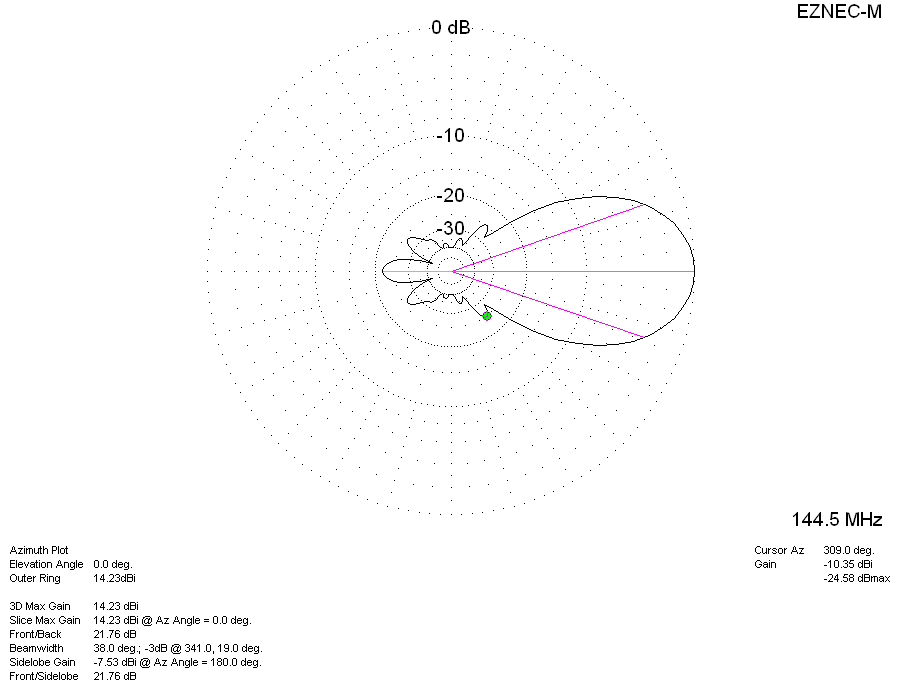 EZNEC-M
0 dB
-10
-20
-30
144.5 MHz
Azimuth Plot
Elevation Angle 0.0 deg.
Outer Ring 14.23dBi
Cursor Az 309.0 deg.
Gain -10.35 dBi
-24.58 dBmax
3D Max Gain 14.23 dBi
Slice Max Gain 14.23 dBi @ Az Angle = 0.0 deg.
Front/Back 21.76 dB
Beamwidth 38.0 deg.; -3dB @ 341.0, 19.0 deg.
Sidelobe Gain -7.53 dBi @ Az Angle = 180.0 deg.
Front/Sidelobe 21.76 dB